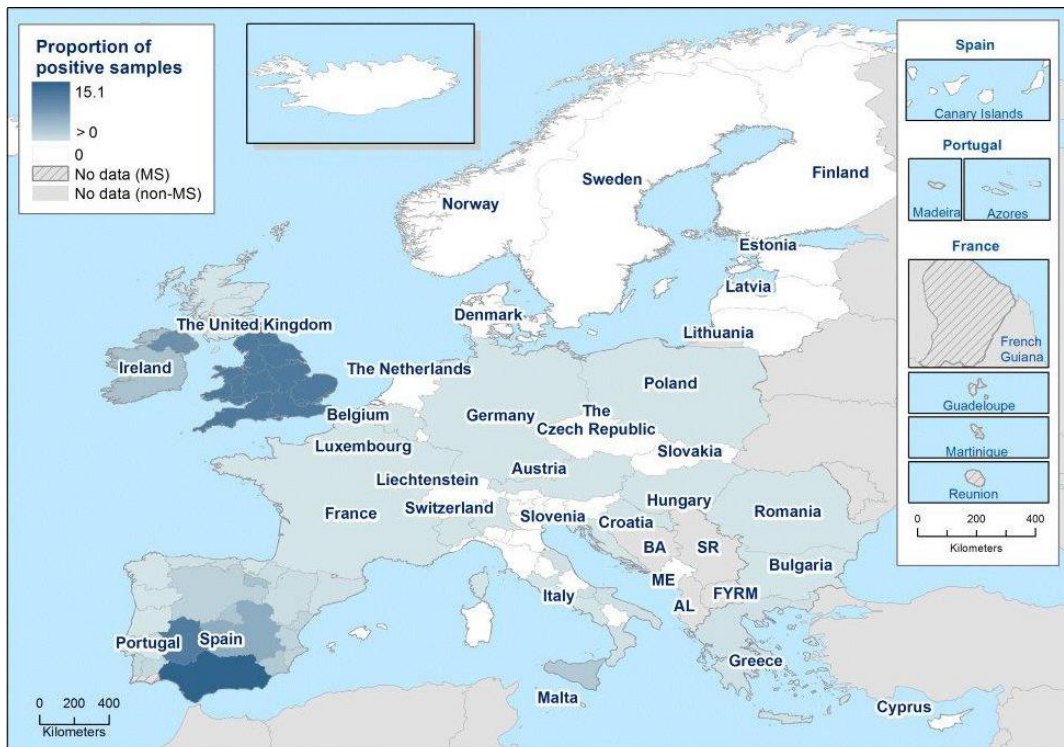 Proportion of
positive samples
15.1
> 0
0
No data (MS)
No data (non-MS)
Spain
Canary Islands
Portugal
Madeira
Azores
France
French
Guiana
Guadeloupe
Martinique
Reunion
0 200 400
Kilometers
Norway
Sweden
Finland
Estonia
Latvia
Lithuania
Denmark
The United Kingdom
Ireland
The Netherlands
Belgium
Luxembourg
Germany
Poland
The
Czech Republic
Slovakia
Austria
Liechtenstein
Switzerland
France
Slovenia
Hungary
Croatia
Romania
BA
SR
Bulgaria
ME
FYRM
AL
Italy
Portugal
Spain
Greece
Malta
Cyprus
0 200 400
Kilometers